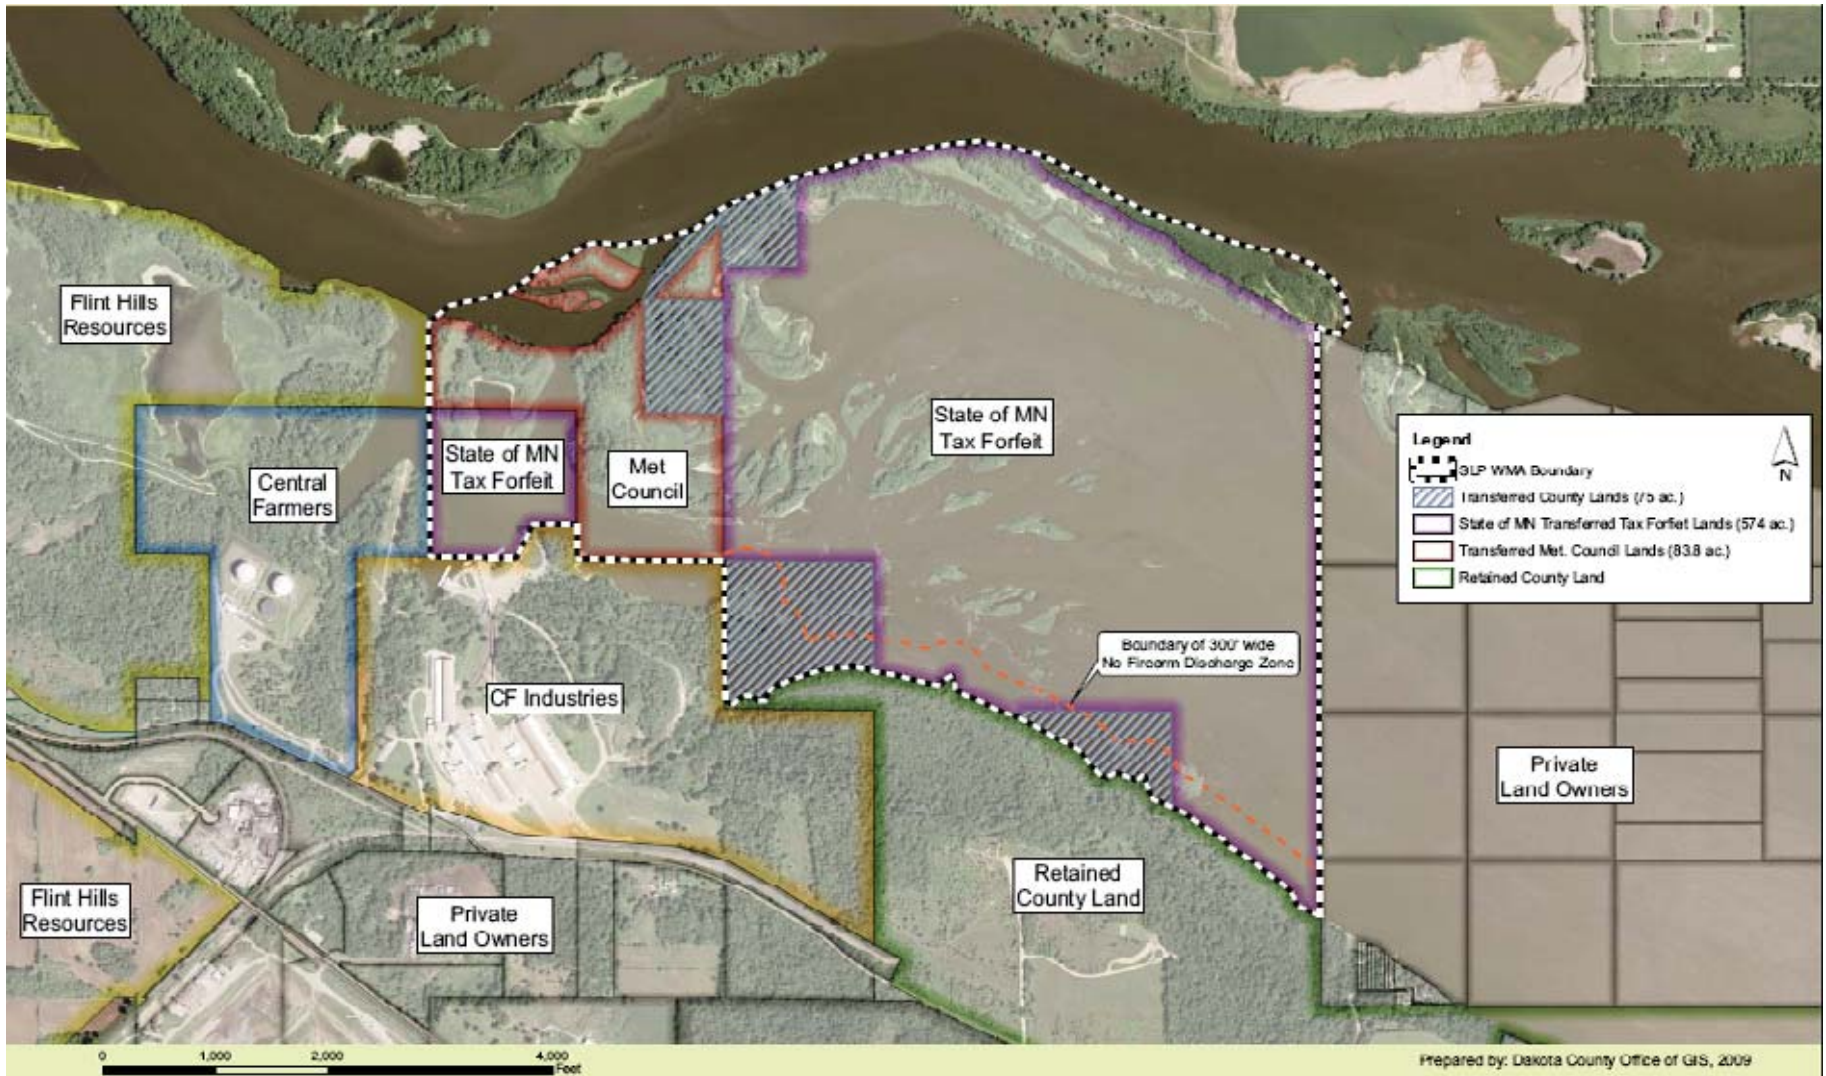 Flint Hills
Resources
Central
Farmers
State of MN
Tax Forfeit
Met
Council
State of MN
Tax Forfeit
Legend
GLP WMA Boundary
Transferred County Lands (75 ac.)
State of MN Transferred Tax Forfiet Lands (574 ac.)
Transferred Met. Council Lands (83.8 ac.)
Retained County Land
N
Boundary of 300' wide
No Firearm Discharge Zone
CF Industries
Private
Land Owners
Retained
County Land
Flint Hills
Resources
Private
Land Owners
0 1,000 2,000 4,000
Feet
Prepared by: Dakota County Office of GIS, 2009